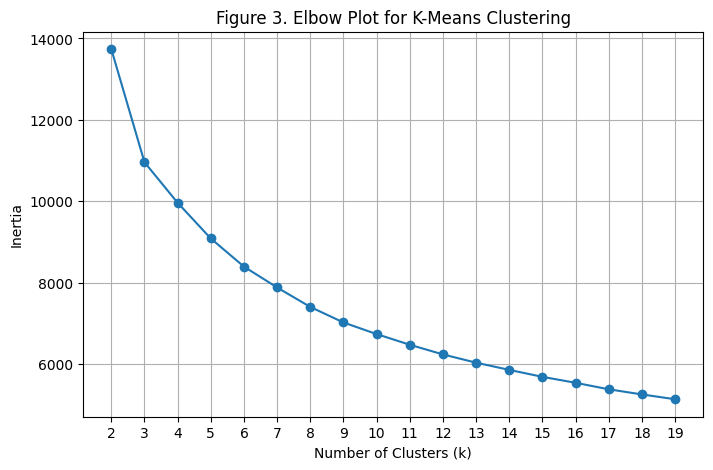 Figure 3. Elbow Plot for K-Means Clustering
14000
12000
10000
8000
6000
Inertia
2 3 4 5 6 7 8 9 10 11 12 13 14 15 16 17 18 19
Number of Clusters (k)